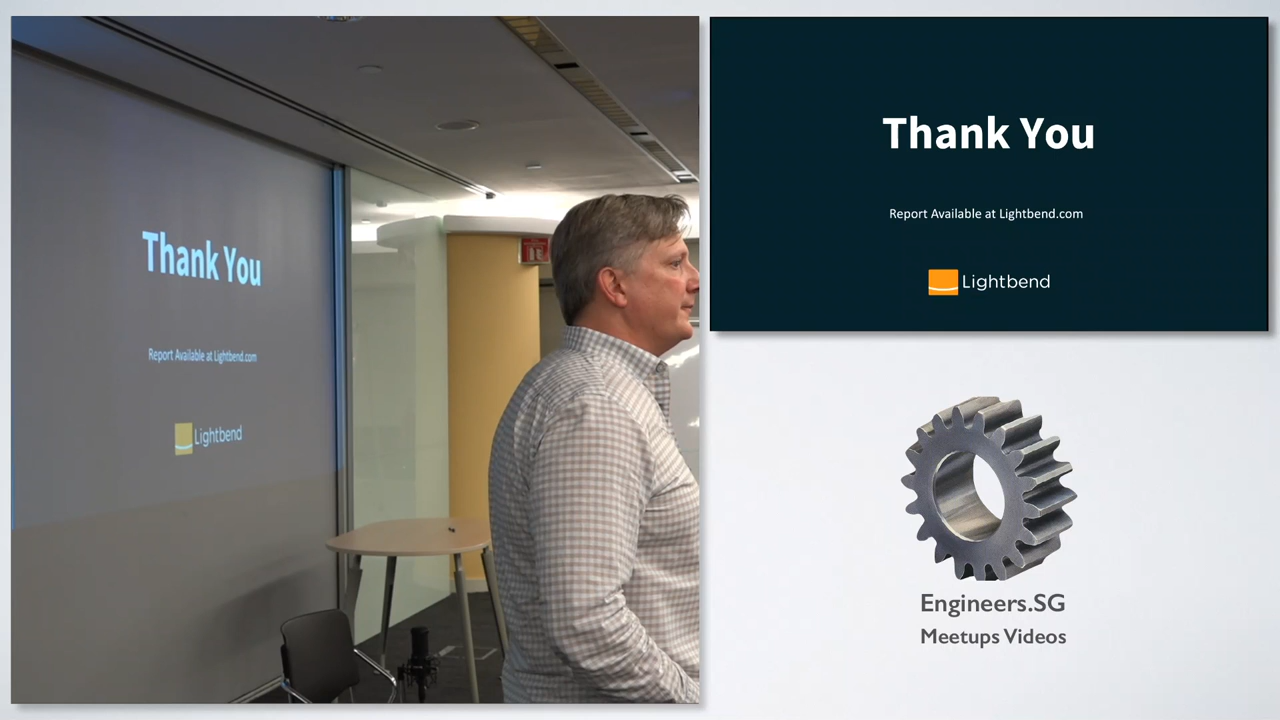 Thank You
Report Available at Lightbend.com
Lightbend
Thank You
Report Available at Lightbend.com
Lightbend
Engineers.SG
Meetups Videos